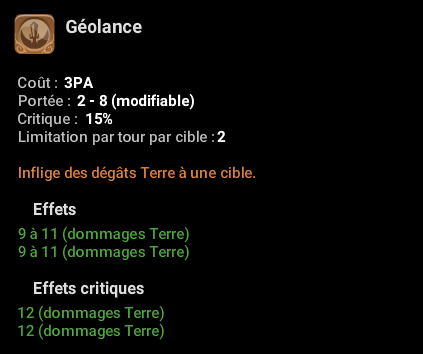 Géolance
Coût : 3PA
Portée : 2 - 8 (modifiable)
Critique : 15%
Limitation par tour par cible : 2
Inflige des dégâts Terre à une cible.
Effets
9 à 11 (dommages Terre)
9 à 11 (dommages Terre)
Effets critiques
12 (dommages Terre)
12 (dommages Terre)